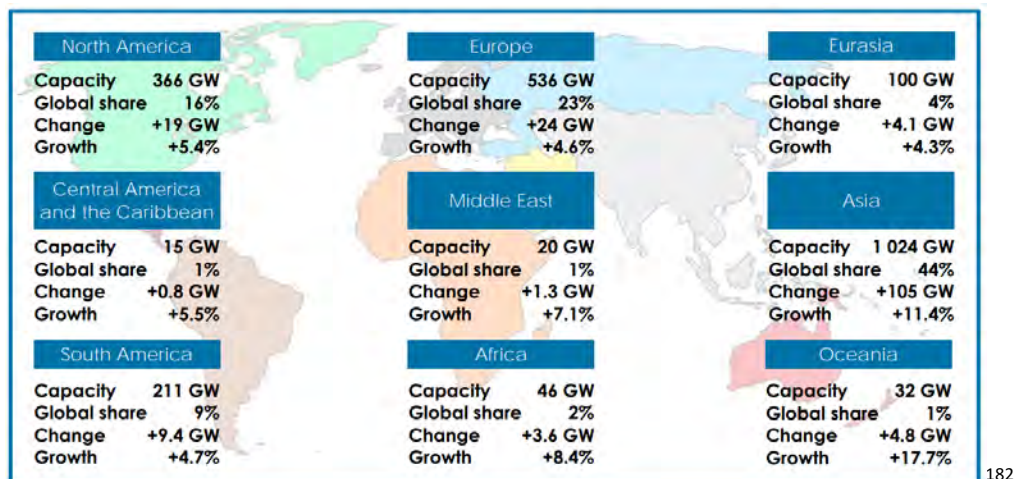 North America
Capacity 366 GW
Global share 16%
Change +19 GW
Growth +5.4%
Europe
Capacity 536 GW
Global share 23%
Change +24 GW
Growth +4.6%
Eurasia
Capacity 100 GW
Global share 4%
Change +4.1 GW
Growth +4.3%
Central America
and the Caribbean
Capacity 15 GW
Global share 1%
Change +0.8 GW
Growth +5.5%
Middle East
Capacity 20 GW
Global share 1%
Change +1.3 GW
Growth +7.1%
Asia
Capacity 1 024 GW
Global share 44%
Change +105 GW
Growth +11.4%
South America
Capacity 211 GW
Global share 9%
Change +9.4 GW
Growth +4.7%
Africa
Capacity 46 GW
Global share 2%
Change +3.6 GW
Growth +8.4%
Oceania
Capacity 32 GW
Global share 1%
Change +4.8 GW
Growth +17.7%
182